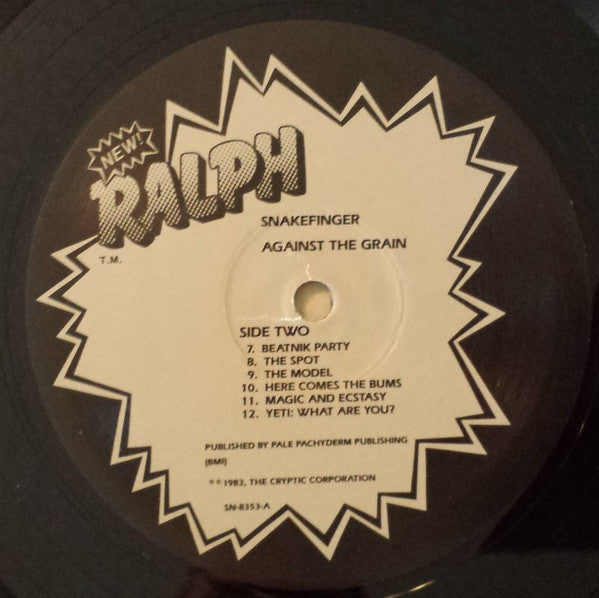 NEW!
RALPH
T.M.
SNAKEFINGER
AGAINST THE GRAIN
SIDE TWO
7. BEATNIK PARTY
8. THE SPOT
9. THE MODEL
10. HERE COMES THE BUMS
11. MAGIC AND ECSTASY
12. YETI: WHAT ARE YOU?
PUBLISHED BY PALE PACHYDERM PUBLISHING
(BMI)
℗ © 1983, THE CRYPTIC CORPORATION
SN-8353-A